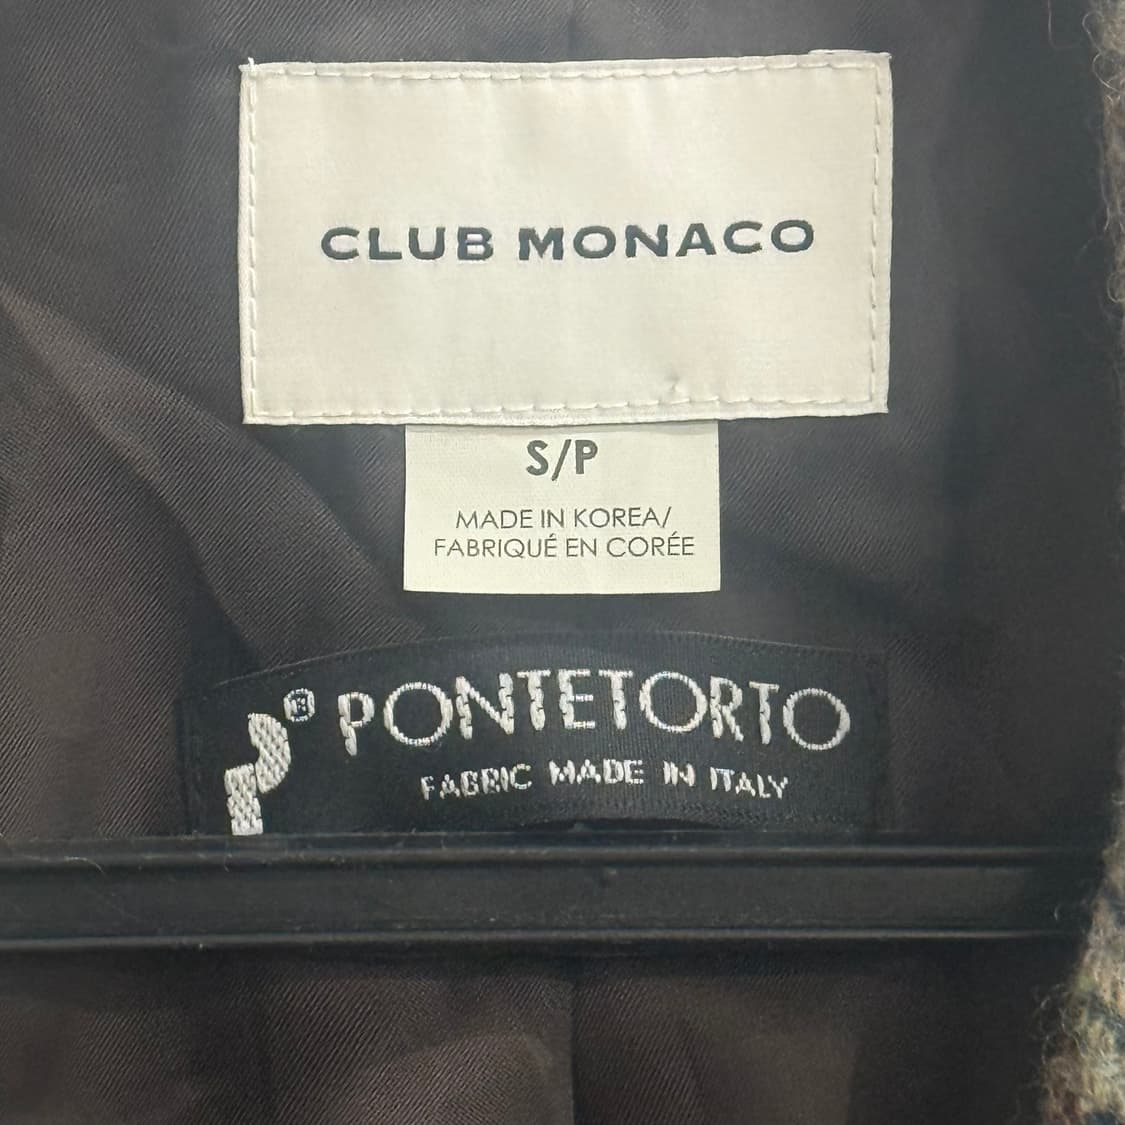 CLUB MONACO
S/P
MADE IN KOREA/
FABRIQUÉ EN CORÉE
® PONTETORTO
FABRIC MADE IN ITALY